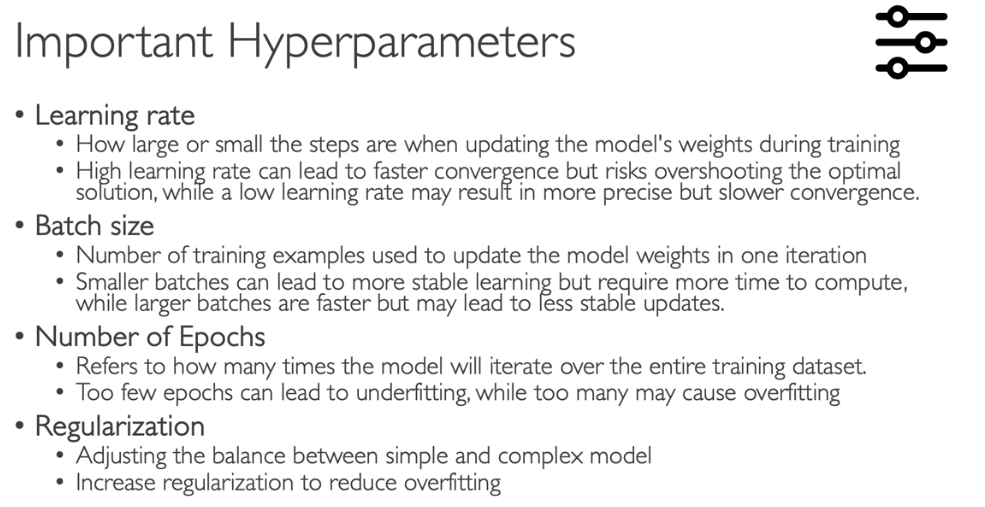 Important Hyperparameters
• Learning rate
• How large or small the steps are when updating the model's weights during training
• High learning rate can lead to faster convergence but risks overshooting the optimal
solution, while a low learning rate may result in more precise but slower convergence.
• Batch size
• Number of training examples used to update the model weights in one iteration
• Smaller batches can lead to more stable learning but require more time to compute,
while larger batches are faster but may lead to less stable updates.
• Number of Epochs
• Refers to how many times the model will iterate over the entire training dataset.
• Too few epochs can lead to underfitting, while too many may cause overfitting
• Regularization
• Adjusting the balance between simple and complex model
• Increase regularization to reduce overfitting